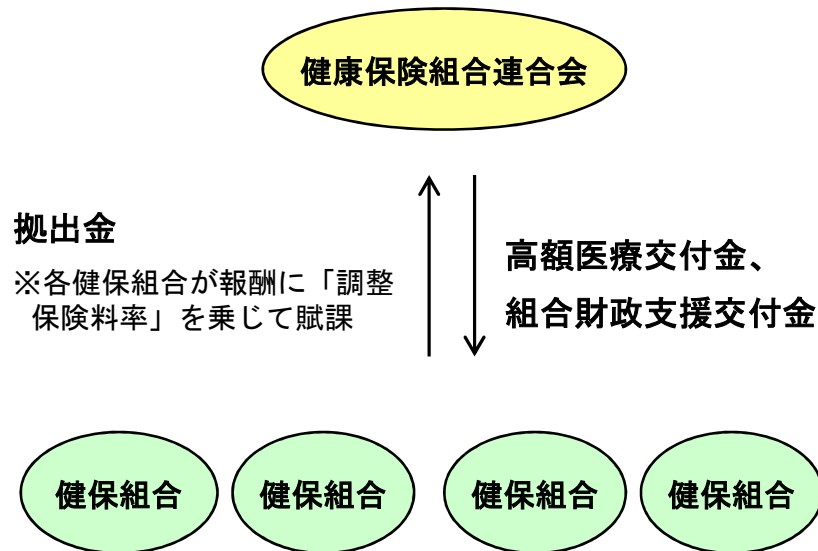 健康保険組合連合会
拠出金
※各健保組合が報酬に「調整
保険料率」を乗じて賦課
高額医療交付金、
組合財政支援交付金
健保組合
健保組合
健保組合
健保組合